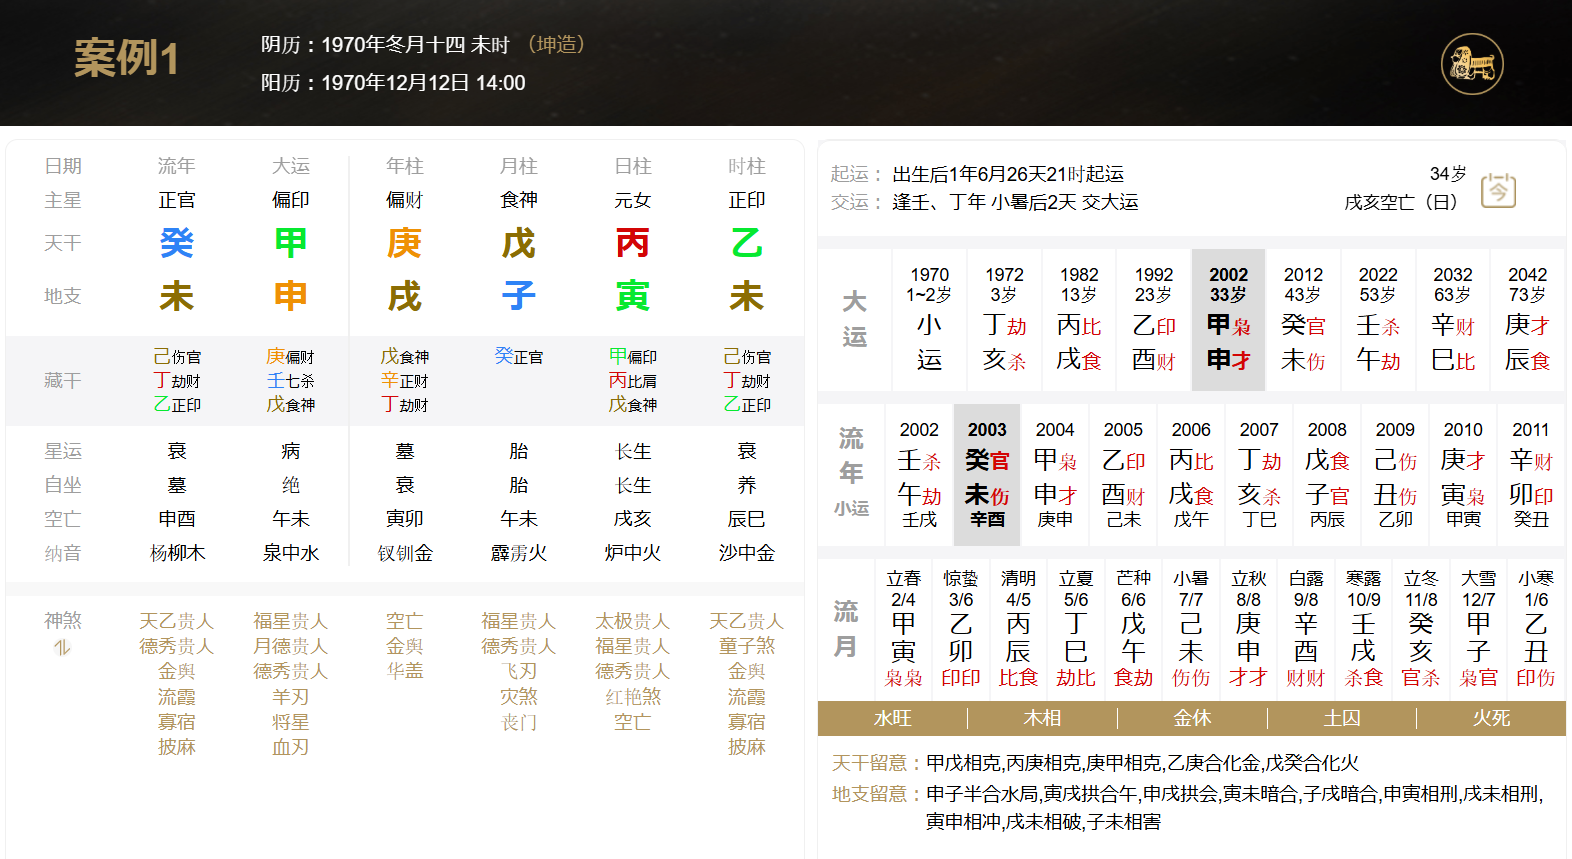 案例1
阴历：1970年冬月十四 未时 （坤造）
阳历：1970年12月12日 14:00
日期 流年 大运 年柱 月柱 日柱 时柱
主星 正官 偏印 偏财 食神 元女 正印
天干 癸 甲 庚 戊 丙 乙
地支 未 申 戌 子 寅 未
藏干
己伤官 庚偏财 戊食神 癸正官 甲偏印 己伤官
丁劫财 壬七杀 辛正财 丙比肩 丁劫财
乙正印 戊食神 丁劫财 戊食神 乙正印
星运 衰 病 墓 胎 长生 衰
自坐 墓 绝 衰 胎 长生 养
空亡 申酉 午未 寅卯 午未 戌亥 辰巳
纳音 杨柳木 泉中水 钗钏金 霹雳火 炉中火 沙中金
神煞 天乙贵人 福星贵人 空亡 福星贵人 太极贵人 天乙贵人
德秀贵人 月德贵人 金舆 德秀贵人 福星贵人 童子煞
金舆 德秀贵人 华盖 飞刃 德秀贵人 金舆
流霞 羊刃 灾煞 红艳煞 流霞
寡宿 将星 丧门 空亡 寡宿
披麻 血刃 披麻
起运： 出生后1年6月26天21时起运 34岁
交运： 逢壬、丁年 小暑后2天 交大运 戌亥空亡（日）
今
大运
1970 1972 1982 1992 2002 2012 2022 2032 2042
1~2岁 3岁 13岁 23岁 33岁 43岁 53岁 63岁 73岁
小 丁劫 丙比 乙印 甲枭 癸官 壬杀 辛财 庚才
运 亥杀 戌食 酉财 申才 未伤 午劫 巳比 辰食
流年
小运
2002 2003 2004 2005 2006 2007 2008 2009 2010 2011
壬杀 癸官 甲枭 乙印 丙比 丁劫 戊食 己伤 庚才 辛财
午劫 未伤 申才 酉财 戌食 亥杀 子官 丑伤 寅枭 卯印
壬戌 辛酉 庚申 己未 戊午 丁巳 丙辰 乙卯 甲寅 癸丑
流月
立春 惊蛰 清明 立夏 芒种 小暑 立秋 白露 寒露 立冬 大雪 小寒
2/4 3/6 4/5 5/6 6/6 7/7 8/8 9/8 10/9 11/8 12/7 1/6
甲 乙 丙 丁 戊 己 庚 辛 壬 癸 甲 乙
寅 卯 辰 巳 午 未 申 酉 戌 亥 子 丑
枭枭 印印 比食 劫比 食劫 伤伤 才才 财财 杀食 官杀 枭官 印伤
水旺 木相 金休 土囚 火死
天干留意：甲戊相克,丙庚相克,庚甲相克,乙庚合化金,戊癸合化火
地支留意：申子半合水局,寅戌拱合午,申戌拱会,寅未暗合,子戌暗合,申寅相刑,戌未相刑,
寅申相冲,戌未相破,子未相害